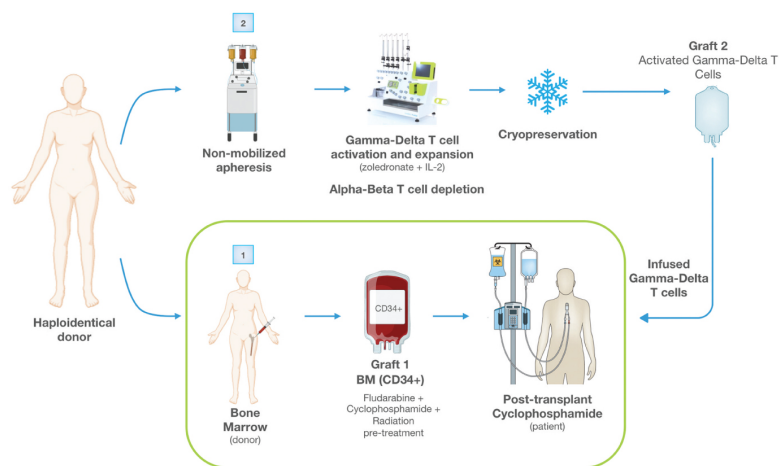 2
Non-mobilized
apheresis
Gamma-Delta T cell
activation and expansion
(zoledronate + IL-2)
Alpha-Beta T cell depletion
Cryopreservation
Graft 2
Activated Gamma-Delta T
Cells
Haploidentical
donor
1
Bone
Marrow
(donor)
CD34+
Graft 1
BM (CD34+)
Fludarabine +
Cyclophosphamide +
Radiation
pre-treatment
Post-transplant
Cyclophosphamide
(patient)
Infused
Gamma-Delta
T cells